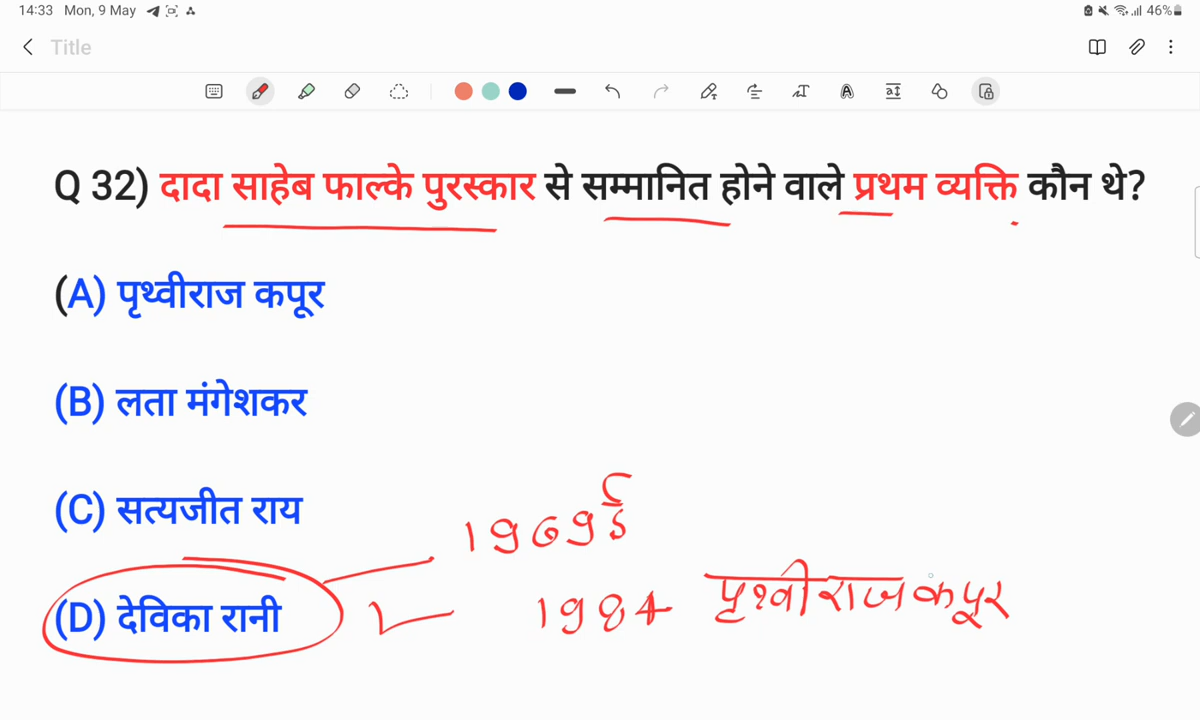 14:33 Mon, 9 May 46%
Title
Q 32) दादा साहेब फाल्के पुरस्कार से सम्मानित होने वाले प्रथम व्यक्ति कौन थे?
(A) पृथ्वीराज कपूर
(B) लता मंगेशकर
(C) सत्यजीत राय
1969ई
(D) देविका रानी
1984 पृथ्वीराज कपूर